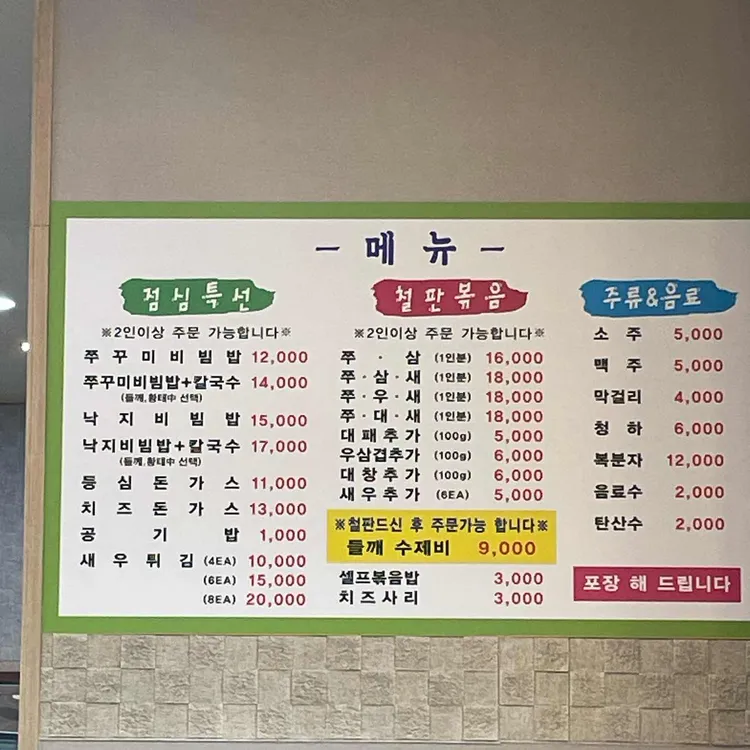 - 메뉴 -
점심특선
※2인이상 주문 가능합니다※
쭈꾸미비빔밥 12,000
쭈꾸미비빔밥+칼국수 14,000
(들깨,황태中 선택)
낙지비빔밥 15,000
낙지비빔밥+칼국수 17,000
(들깨,황태中 선택)
등심돈가스 11,000
치즈돈가스 13,000
공기밥 1,000
새우튀김 (4EA) 10,000
(6EA) 15,000
(8EA) 20,000
철판볶음
※2인이상 주문 가능합니다※
쭈·삼 (1인분) 16,000
쭈·삼·새 (1인분) 18,000
쭈·우·새 (1인분) 18,000
쭈·대·새 (1인분) 18,000
대패추가 (100g) 5,000
우삼겹추가 (100g) 6,000
대창추가 (100g) 6,000
새우추가 (6EA) 5,000
※철판드신 후 주문가능 합니다※
들깨 수제비 9,000
셀프볶음밥 3,000
치즈사리 3,000
주류&음료
소주 5,000
맥주 5,000
막걸리 4,000
청하 6,000
복분자 12,000
음료수 2,000
탄산수 2,000
포장 해 드립니다